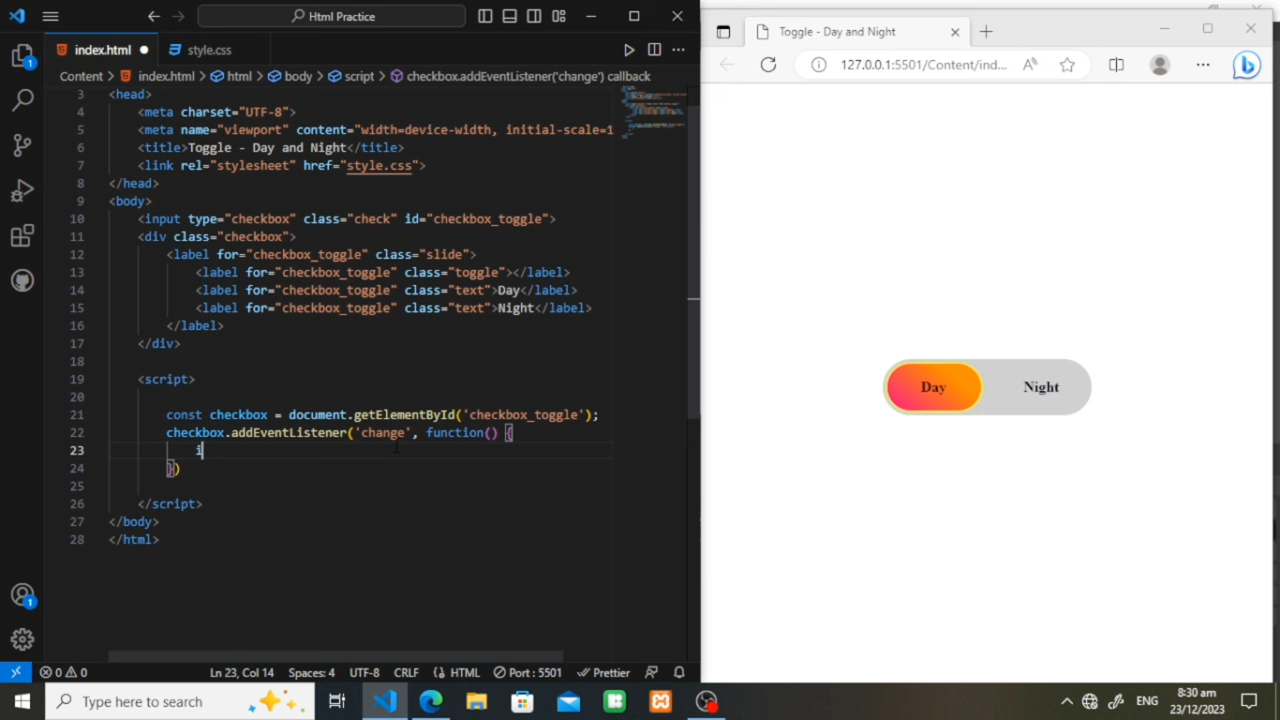 Html Practice
index.html
style.css
Content > index.html > html > body > script > checkbox.addEventListener('change') callback
3 <head>
4 <meta charset="UTF-8">
5 <meta name="viewport" content="width=device-width, initial-scale=1
6 <title>Toggle - Day and Night</title>
7 <link rel="stylesheet" href="style.css">
8 </head>
9 <body>
10 <input type="checkbox" class="check" id="checkbox_toggle">
11 <div class="checkbox">
12 <label for="checkbox_toggle" class="slide">
13 <label for="checkbox_toggle" class="toggle"></label>
14 <label for="checkbox_toggle" class="text">Day</label>
15 <label for="checkbox_toggle" class="text">Night</label>
16 </label>
17 </div>
18
19 <script>
20
21 const checkbox = document.getElementById('checkbox_toggle');
22 checkbox.addEventListener('change', function() {
23 i
24 })
25
26 </script>
27 </body>
28 </html>
1
1
0 0 Ln 23, Col 14 Spaces: 4 UTF-8 CRLF {} HTML Port : 5501 Prettier
Toggle - Day and Night
127.0.0.1:5501/Content/ind...
Day
Night
Type here to search
ENG
8:30 am
23/12/2023